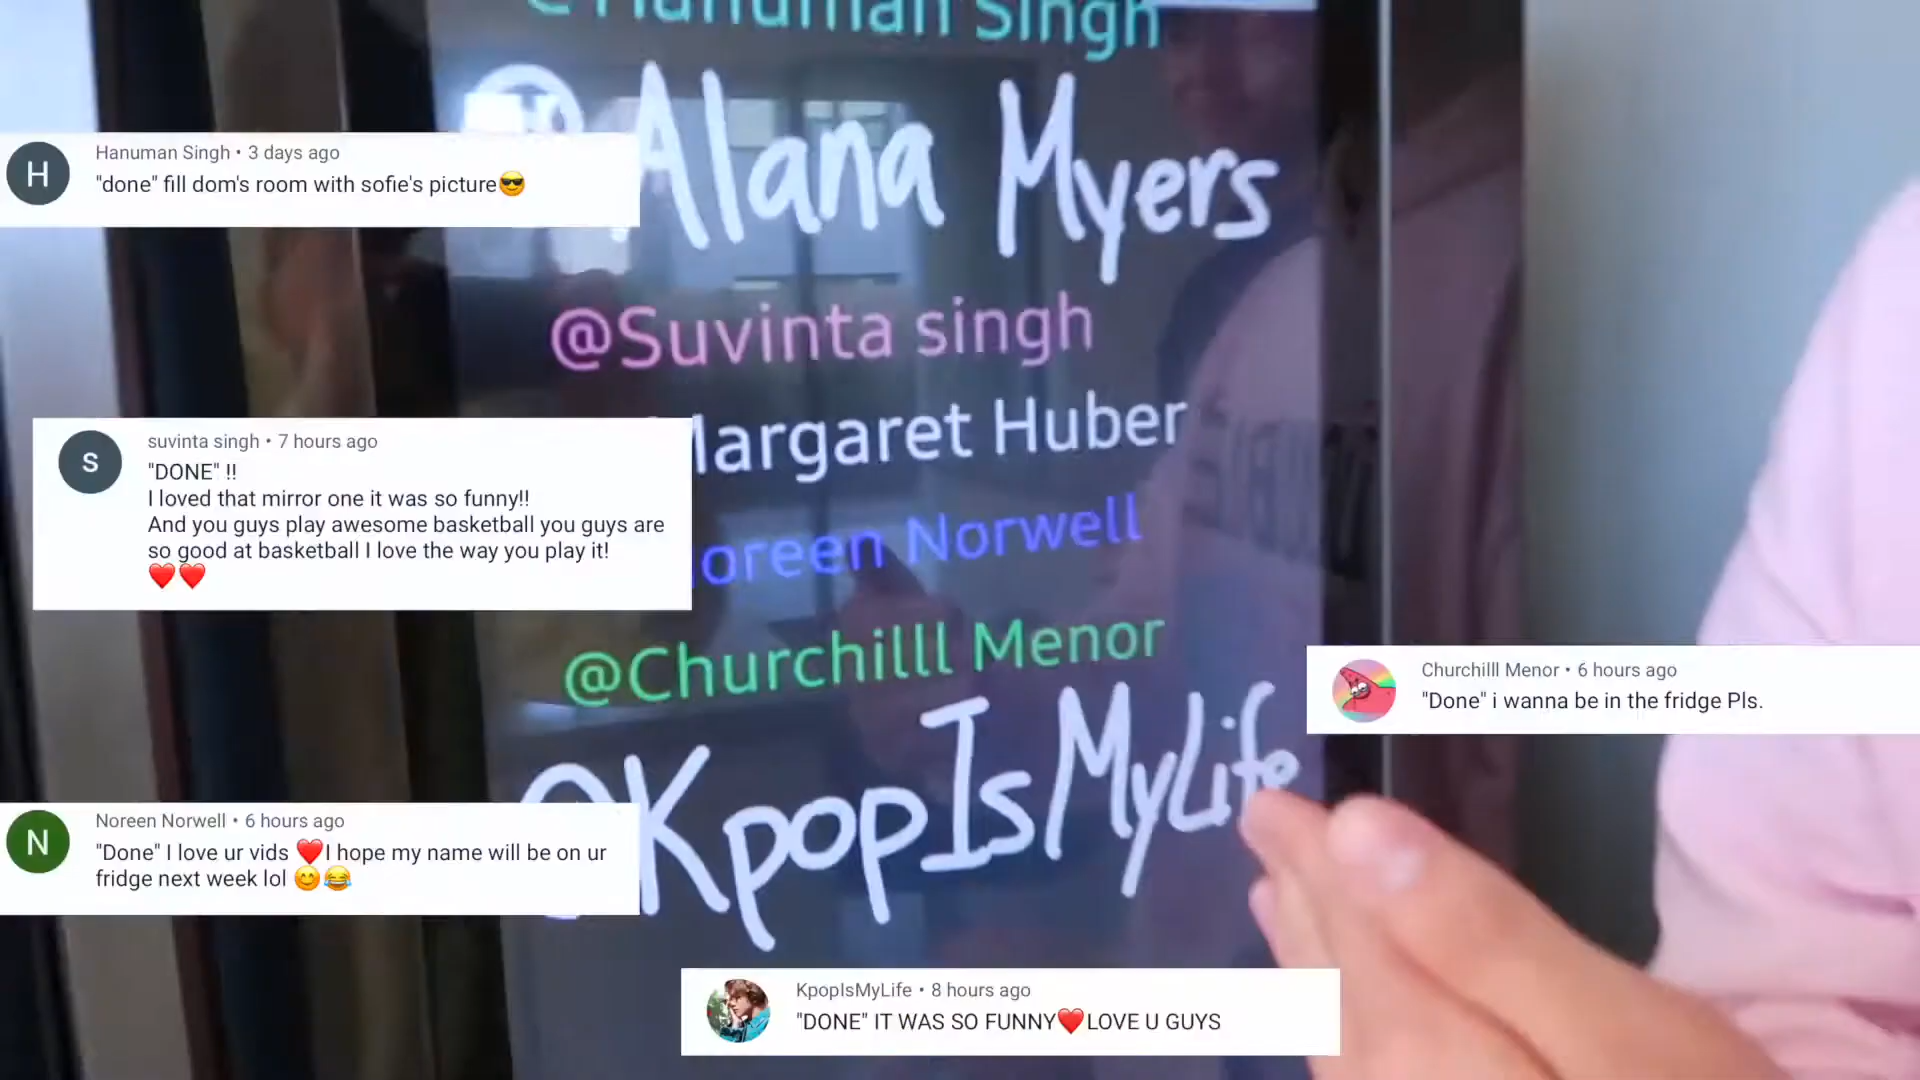 @Hanuman Singh
@Alana Myers
Hanuman Singh • 3 days ago
"done" fill dom's room with sofie's picture😎
@Suvinta singh
Margaret Huber
suvinta singh • 7 hours ago
"DONE" !!
I loved that mirror one it was so funny!!
And you guys play awesome basketball you guys are
so good at basketball I love the way you play it!
❤️❤️
Noreen Norwell
@Churchilll Menor
Churchilll Menor • 6 hours ago
"Done" i wanna be in the fridge Pls.
@KpopIsMyLife
Noreen Norwell • 6 hours ago
"Done" I love ur vids ❤️I hope my name will be on ur
fridge next week lol 😊😂
KpopIsMyLife • 8 hours ago
"DONE" IT WAS SO FUNNY❤️LOVE U GUYS
H
S
N